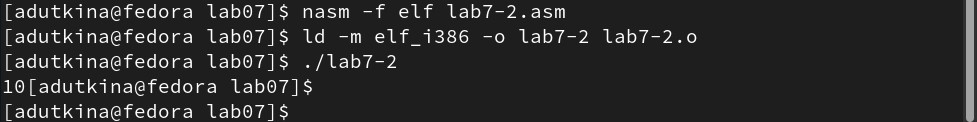 [adutkina@fedora lab07]$ nasm -f elf lab7-2.asm
[adutkina@fedora lab07]$ ld -m elf_i386 -o lab7-2 lab7-2.o
[adutkina@fedora lab07]$ ./lab7-2
10[adutkina@fedora lab07]$
[adutkina@fedora lab07]$